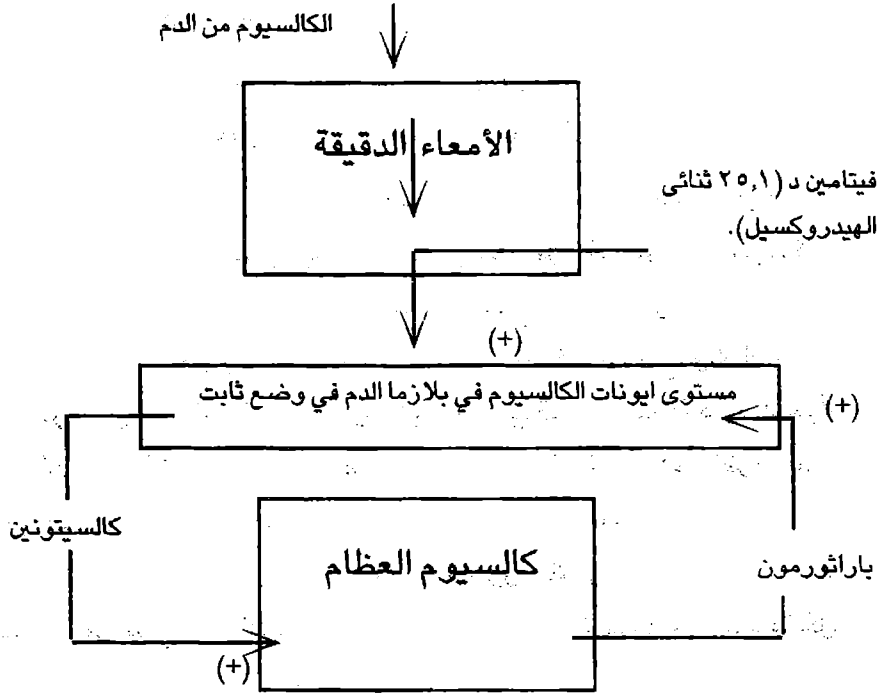 الكالسيوم من الدم
الأمعاء الدقيقة
فيتامين د (٢٥,١ ثنائى
الهيدروكسيل).
(+)
مستوى ايونات الكالسيوم في بلازما الدم في وضع ثابت
(+)
كالسيتونين
كالسيوم العظام
باراثورمون
(+)